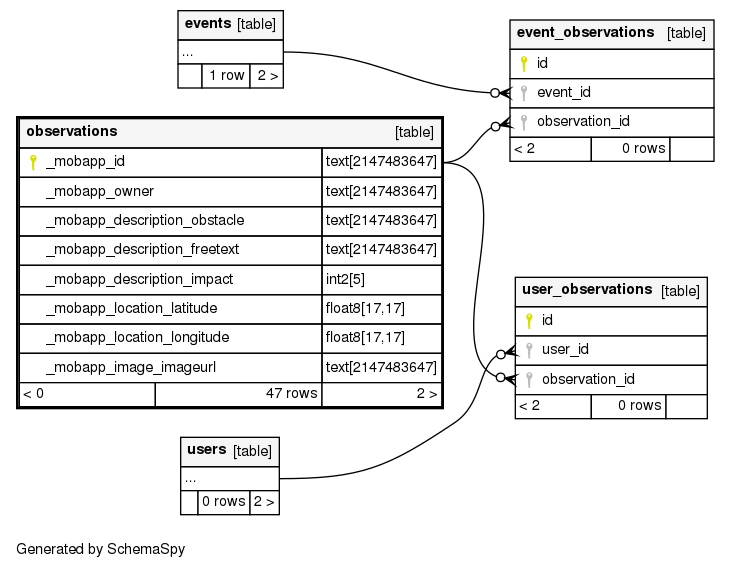 events [table]
...
1 row 2 >
event_observations [table]
id
event_id
observation_id
< 2 0 rows
observations [table]
_mobapp_id text[2147483647]
_mobapp_owner text[2147483647]
_mobapp_description_obstacle text[2147483647]
_mobapp_description_freetext text[2147483647]
_mobapp_description_impact int2[5]
_mobapp_location_latitude float8[17,17]
_mobapp_location_longitude float8[17,17]
_mobapp_image_imageurl text[2147483647]
< 0 47 rows 2 >
user_observations [table]
id
user_id
observation_id
< 2 0 rows
users [table]
...
0 rows 2 >
Generated by SchemaSpy